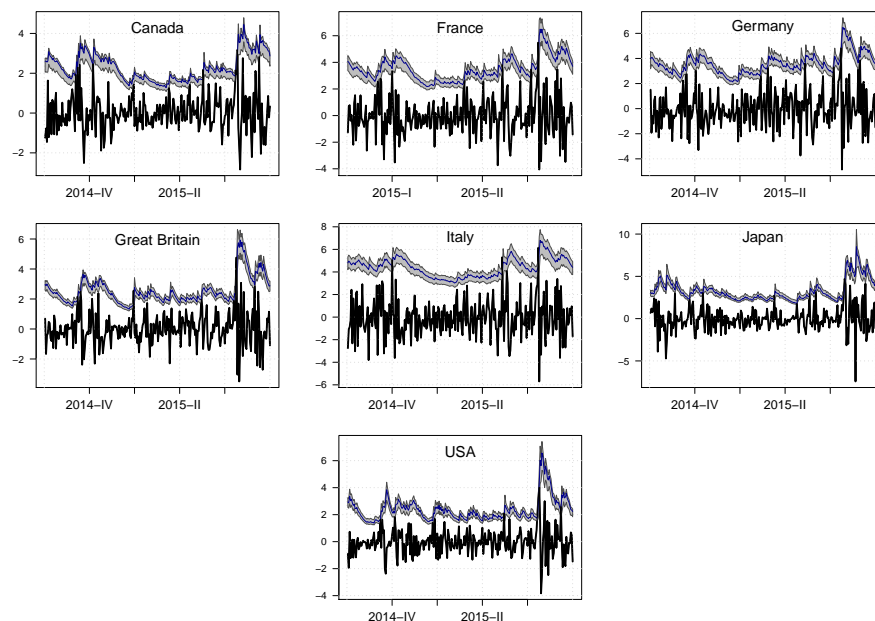 Canada
4
2
0
−2
2014−IV
2015−II
France
6
4
2
0
−2
−4
2015−I
2015−II
Germany
6
4
2
0
−2
−4
2014−IV
2015−II
Great Britain
6
4
2
0
−2
2014−IV
2015−II
Italy
8
6
4
2
0
−2
−4
−6
2014−IV
2015−II
Japan
10
5
0
−5
2014−IV
2015−II
USA
6
4
2
0
−2
−4
2014−IV
2015−II